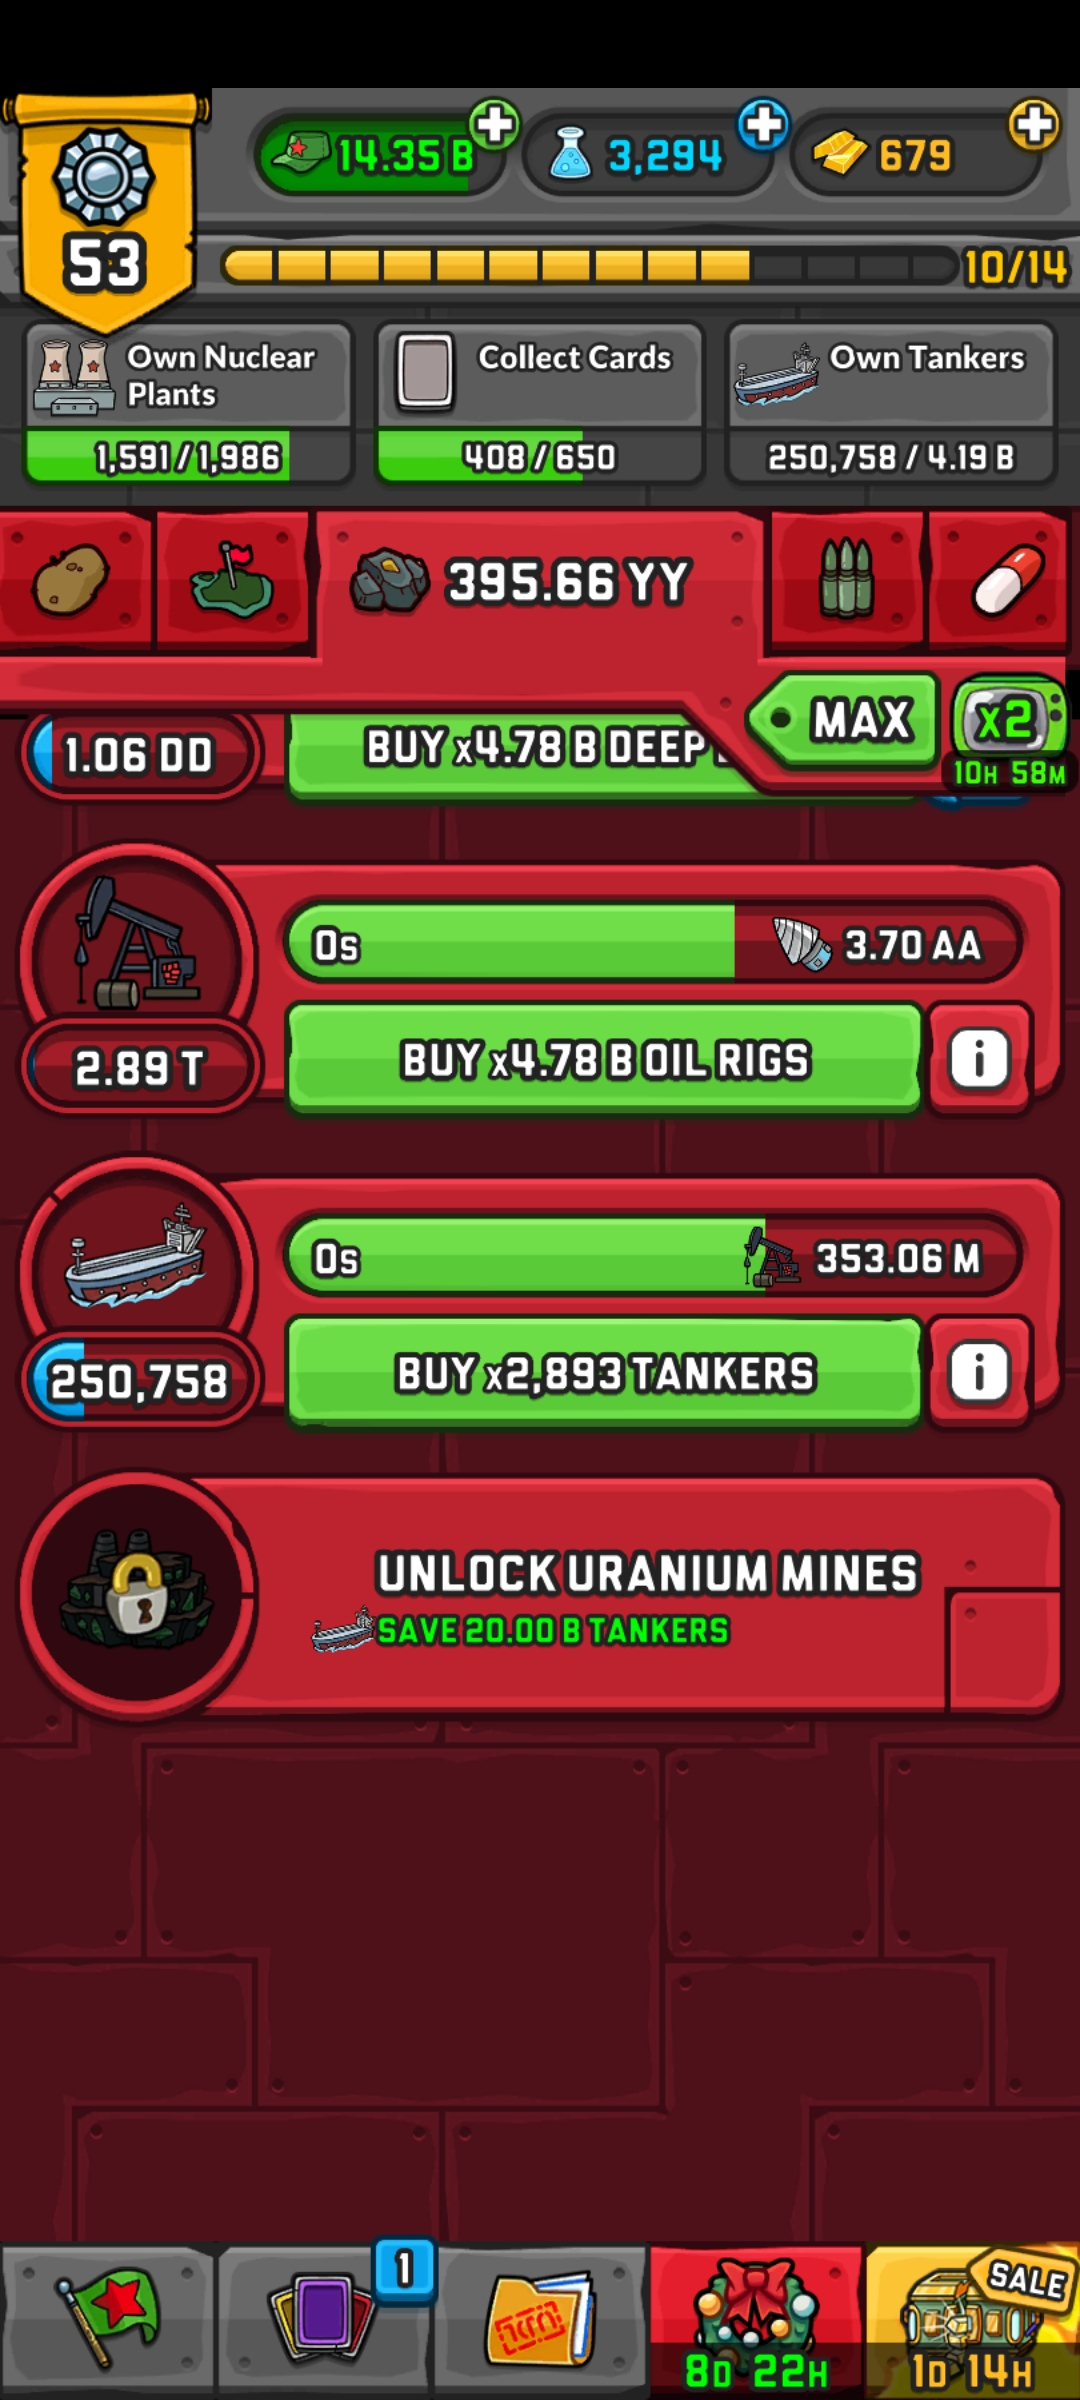 14.35 B
3,294
679
53
10/14
Own Nuclear
Plants
1,591/1,986
Collect Cards
408/650
Own Tankers
250,758/4.19 B
395.66 YY
MAX
x2
10H 58M
1.06 DD
BUY x4.78 B DEEP
0s
3.70 AA
2.89 T
BUY x4.78 B OIL RIGS
i
0s
353.06 M
250,758
BUY x2,893 TANKERS
i
UNLOCK URANIUM MINES
SAVE 20.00 B TANKERS
1
8D 22H
SALE
1D 14H